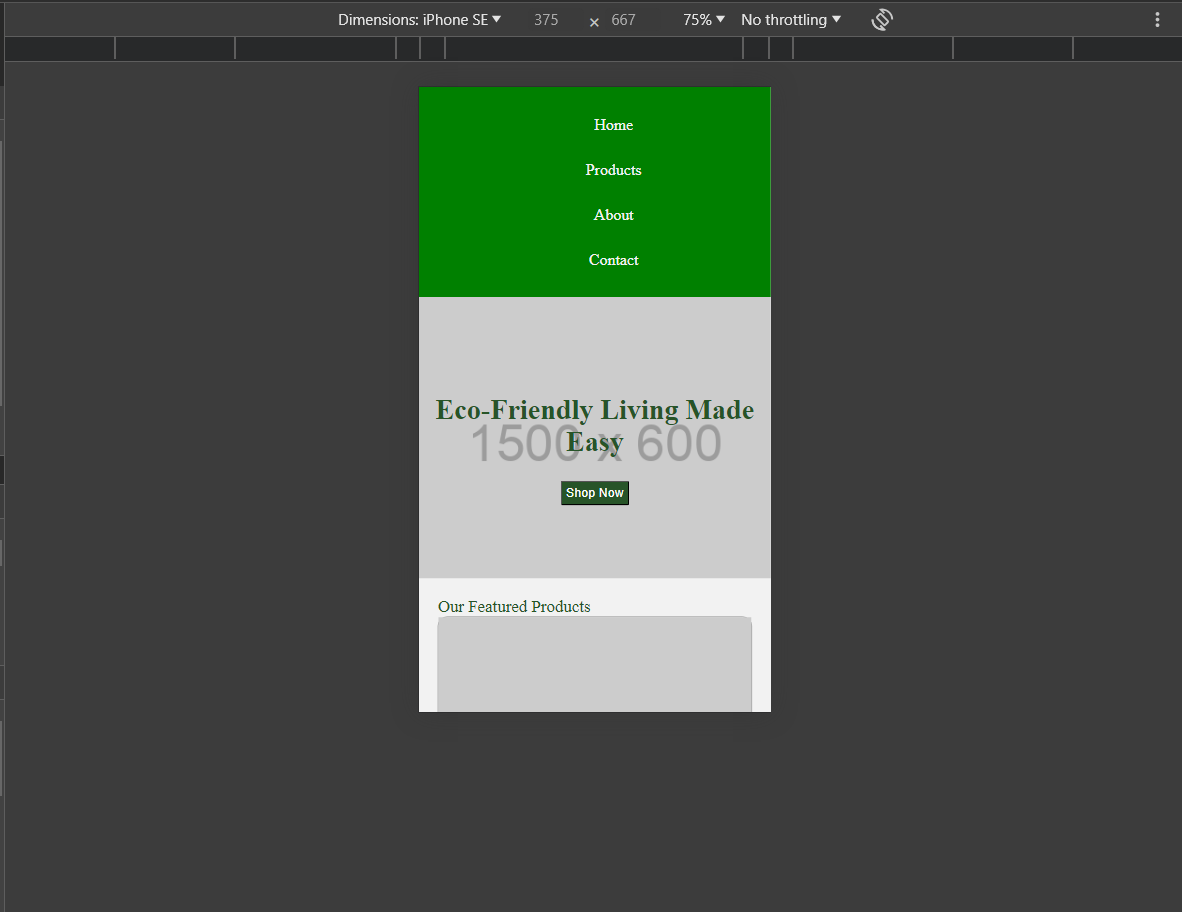 Dimensions: iPhone SE 375 × 667 75% No throttling
Home
Products
About
Contact
Eco-Friendly Living Made
Easy
1500 x 600
Shop Now
Our Featured Products